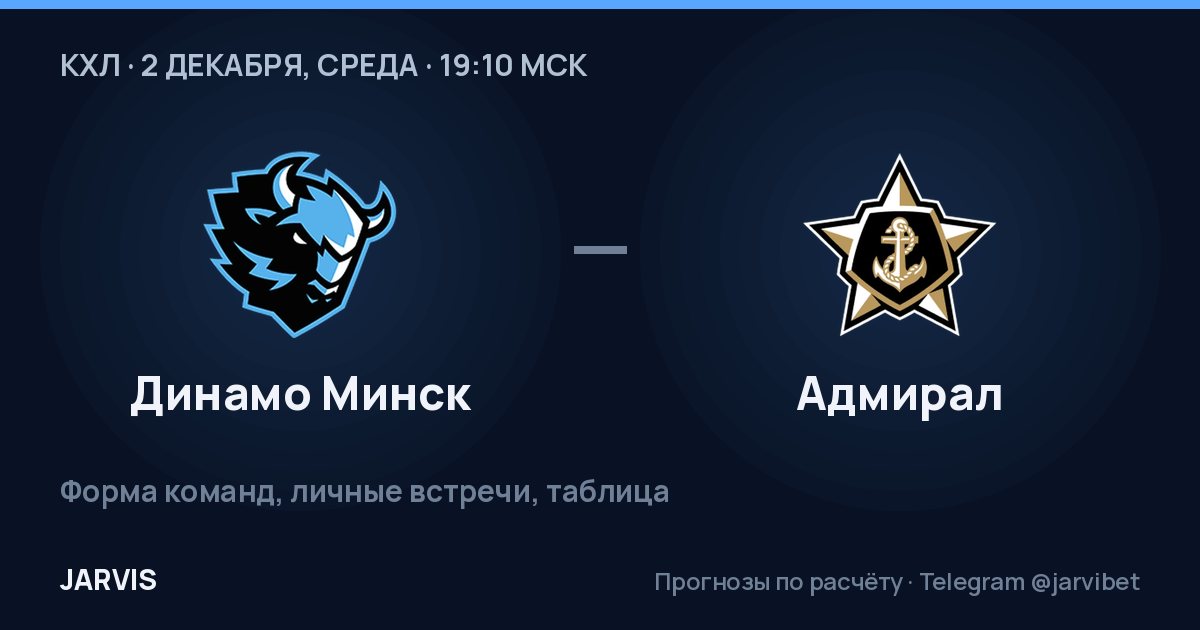 КХЛ · 2 ДЕКАБРЯ, СРЕДА · 19:10 МСК
—
Динамо Минск
Адмирал
Форма команд, личные встречи, таблица
JARVIS
Прогнозы по расчёту · Telegram @jarvibet